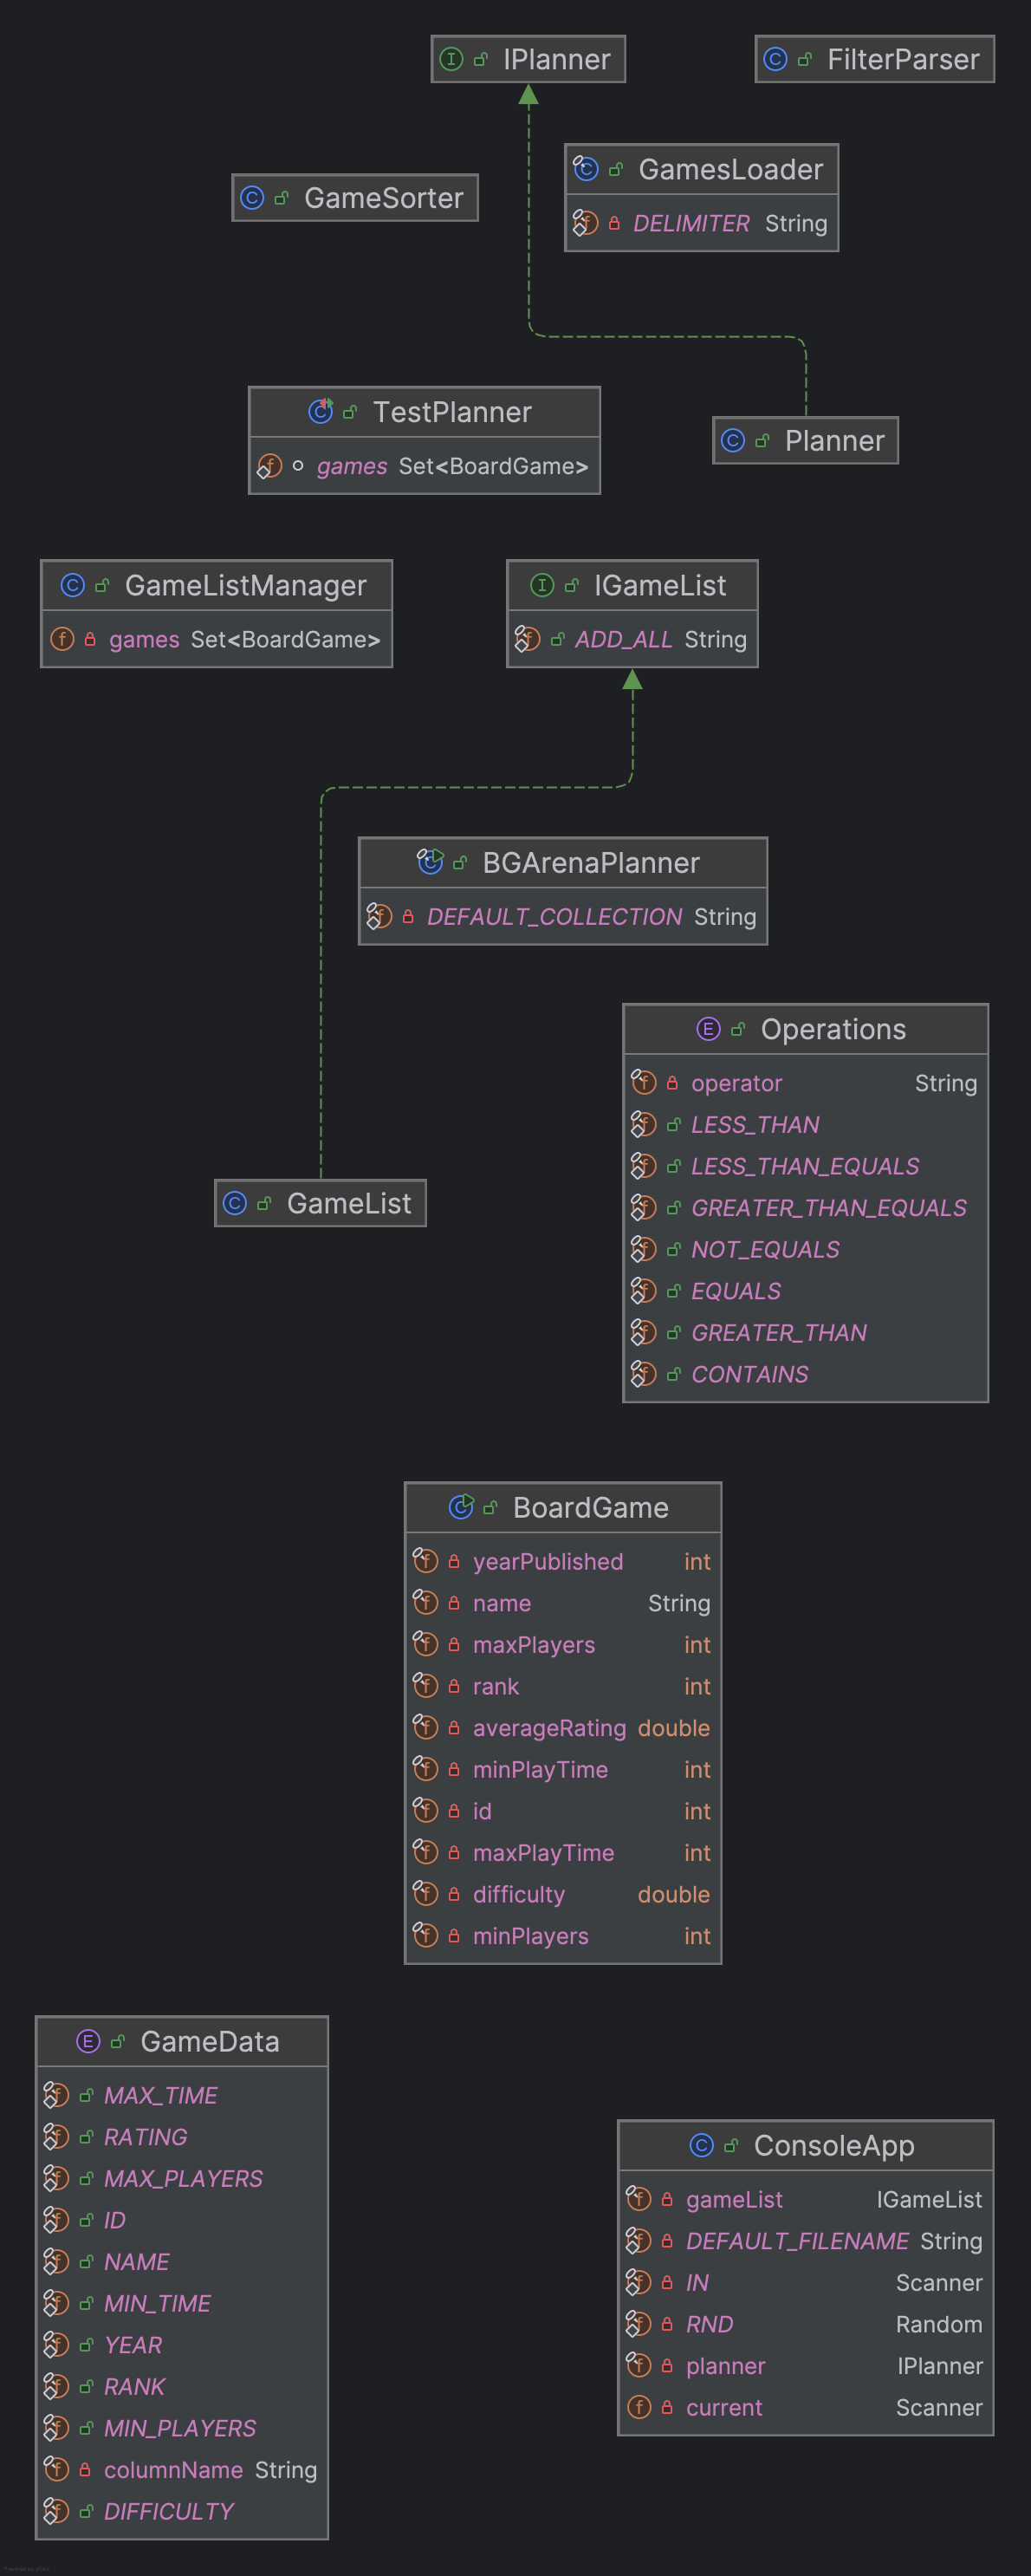 IPlanner
FilterParser
GamesLoader
DELIMITER String
GameSorter
TestPlanner
games Set<BoardGame>
Planner
GameListManager
games Set<BoardGame>
IGameList
ADD_ALL String
BGArenaPlanner
DEFAULT_COLLECTION String
Operations
operator String
LESS_THAN
LESS_THAN_EQUALS
GREATER_THAN_EQUALS
NOT_EQUALS
EQUALS
GREATER_THAN
CONTAINS
GameList
BoardGame
yearPublished int
name String
maxPlayers int
rank int
averageRating double
minPlayTime int
id int
maxPlayTime int
difficulty double
minPlayers int
GameData
MAX_TIME
RATING
MAX_PLAYERS
ID
NAME
MIN_TIME
YEAR
RANK
MIN_PLAYERS
columnName String
DIFFICULTY
ConsoleApp
gameList IGameList
DEFAULT_FILENAME String
IN Scanner
RND Random
planner IPlanner
current Scanner
Powered by yFiles